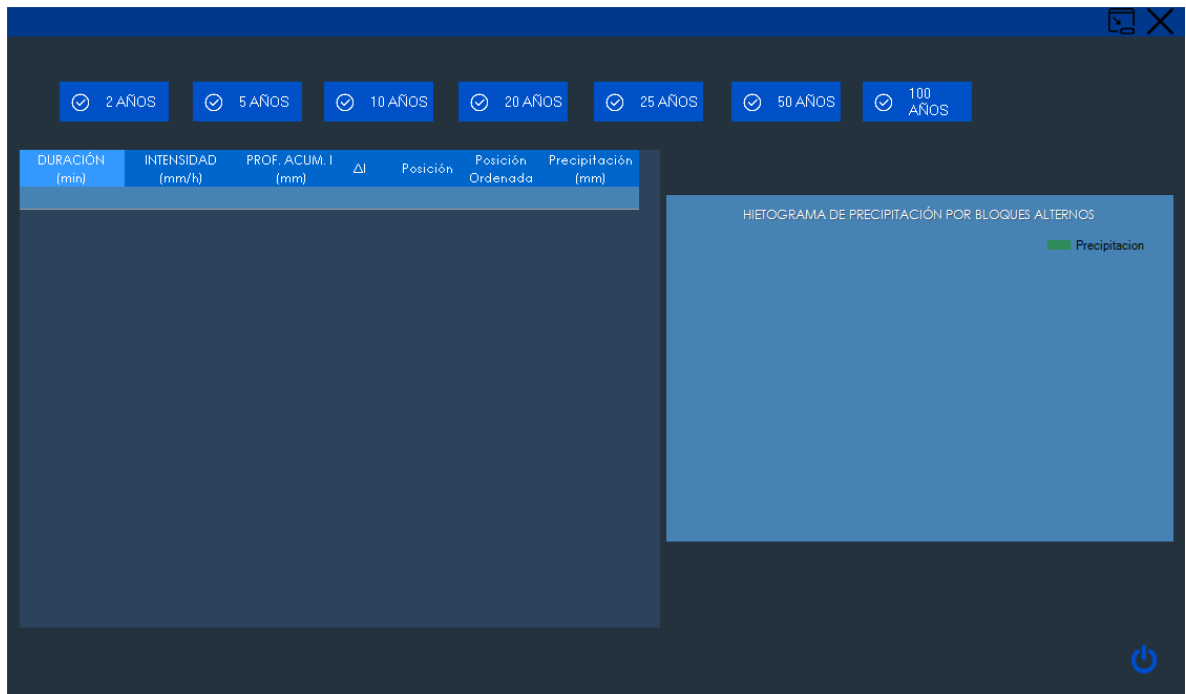 2 AÑOS
5 AÑOS
10 AÑOS
20 AÑOS
25 AÑOS
50 AÑOS
100
AÑOS
DURACIÓN
(min)
INTENSIDAD
(mm/h)
PROF. ACUM. I
(mm)
ΔI
Posición
Posición
Ordenada
Precipitación
(mm)
HIETOGRAMA DE PRECIPITACIÓN POR BLOQUES ALTERNOS
Precipitacion